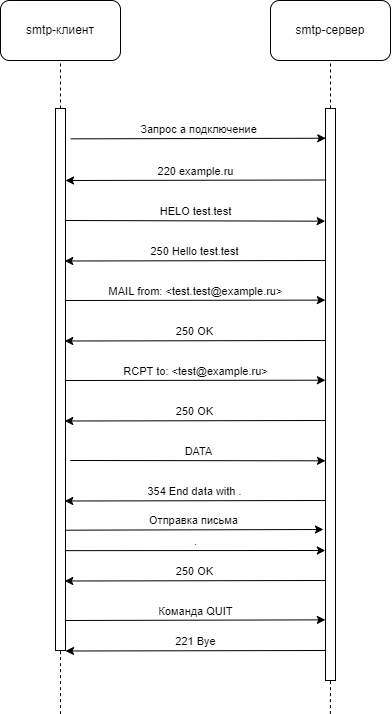 smtp-клиент
smtp-сервер
Запрос а подключение
220 example.ru
HELO test.test
250 Hello test.test
MAIL from: <test.test@example.ru>
250 OK
RCPT to: <test@example.ru>
250 OK
DATA
354 End data with .
Отправка письма
.
250 OK
Команда QUIT
221 Bye